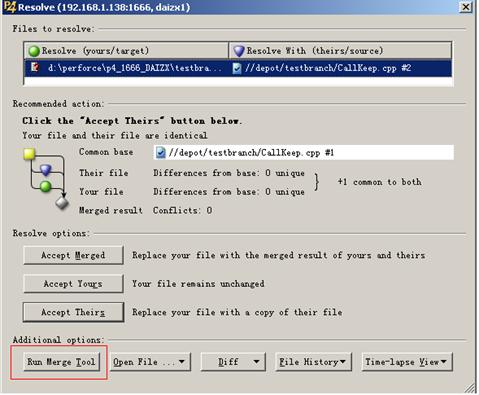 P4 Resolve (192.168.1.138:1666, daizx1)
Files to resolve:
Resolve (yours/target) Resolve With (theirs/source)
d:\perforce\p4_1666_DAIZX\testbra... //depot/testbranch/CallKeep.cpp #2
Recommended action:
Click the "Accept Theirs" button below.
Your file and their file are identical
Common base //depot/testbranch/CallKeep.cpp #1
Their file Differences from base: 0 unique
+1 common to both
Your file Differences from base: 0 unique
Merged result Conflicts: 0
Resolve options:
Accept Merged Replace your file with the merged result of yours and theirs
Accept Yours Your file remains unchanged
Accept Theirs Replace your file with a copy of their file
Additional options:
Run Merge Tool Open File ... Diff File History Time-lapse View